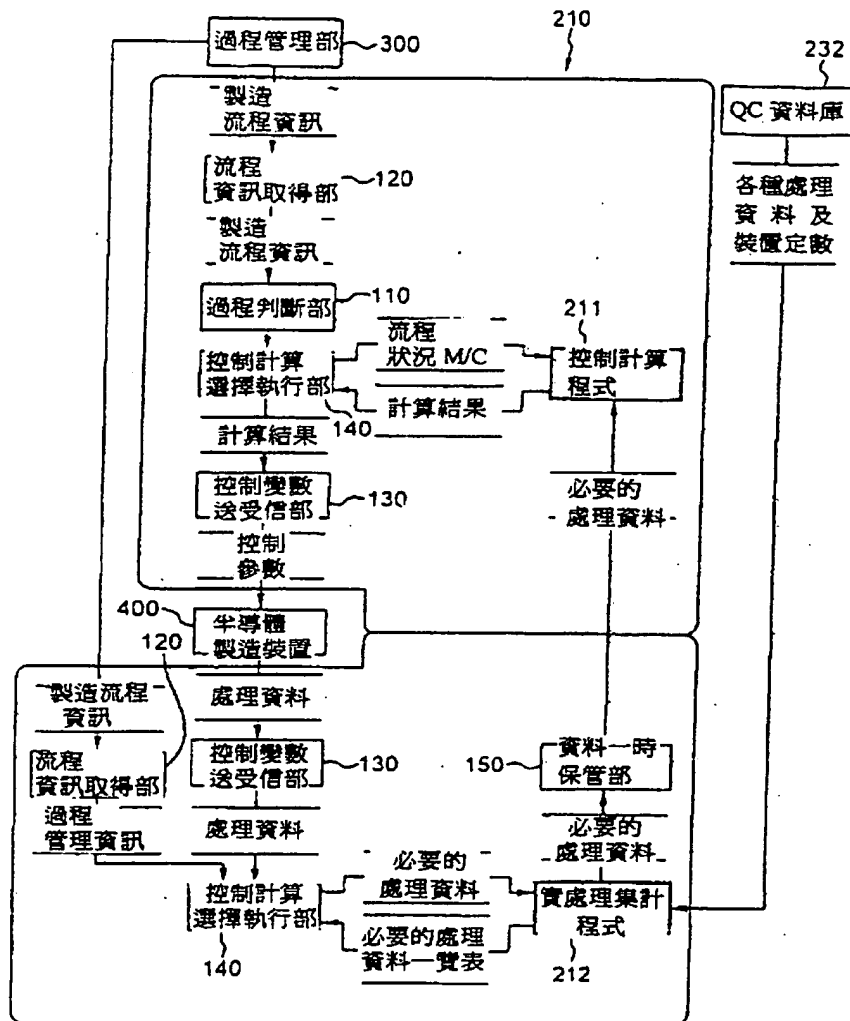 210
過程管理部
300
232
QC 資料庫
製造
流程資訊
流程
資訊取得部
120
各種處理
資料及
裝置定數
製造
流程資訊
過程判斷部
110
控制計算
選擇執行部
140
流程
狀況 M/C
計算結果
211
控制計算
程式
計算結果
控制變數
送受信部
130
必要的
處理資料
控制
參數
400
半導體
製造裝置
120
製造流程
資訊
處理資料
流程
資訊取得部
控制變數
送受信部
130
150
資料一時
保管部
過程
管理資訊
處理資料
必要的
處理資料
控制計算
選擇執行部
140
必要的
處理資料
必要的處理
資料一覽表
實處理集計
程式
212